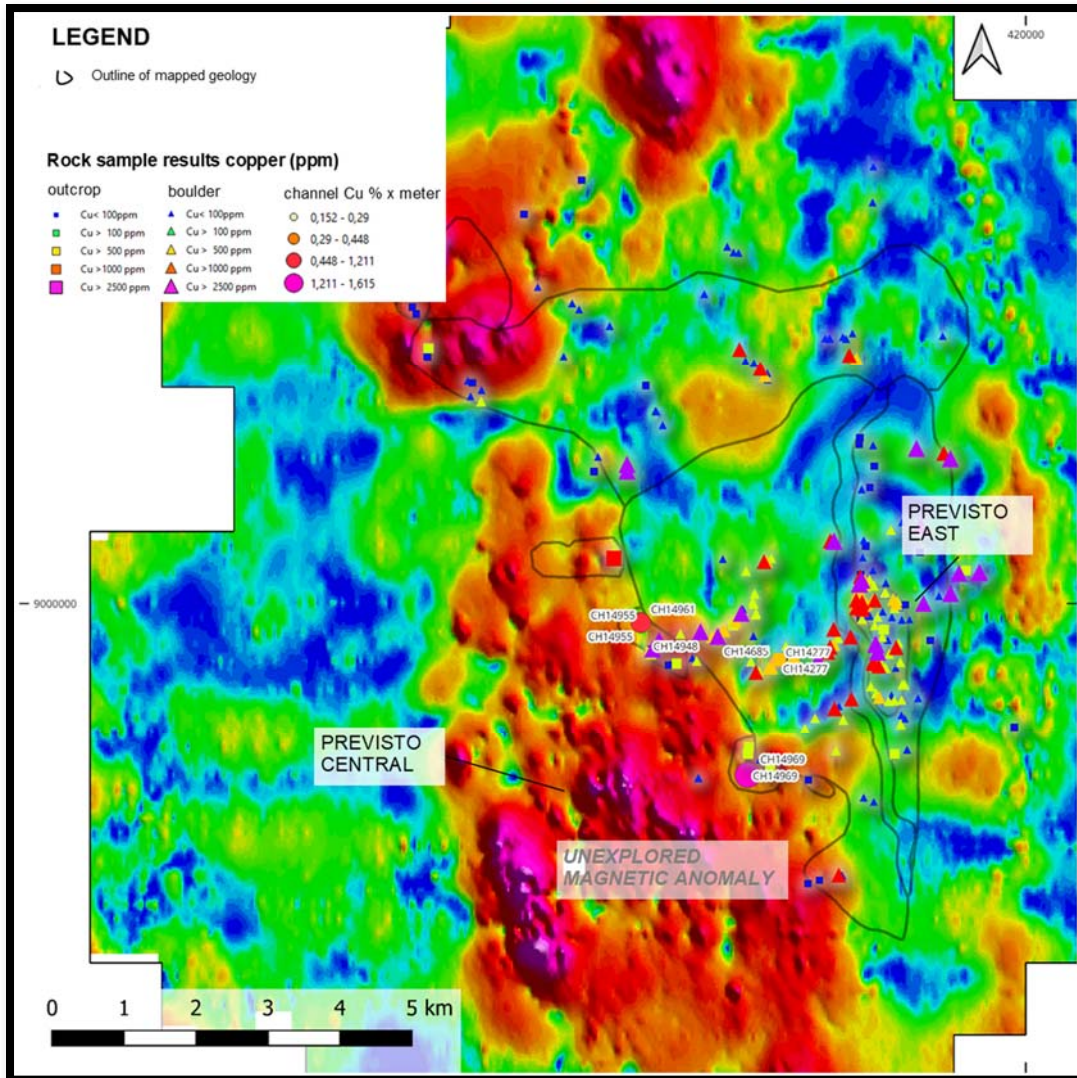 LEGEND
Outline of mapped geology
Rock sample results copper (ppm)
outcrop
Cu< 100ppm
Cu > 100 ppm
Cu > 500 ppm
Cu >1000 ppm
Cu > 2500 ppm
boulder
Cu< 100ppm
Cu > 100 ppm
Cu > 500 ppm
Cu >1000 ppm
Cu > 2500 ppm
channel Cu % x meter
0,152 - 0,29
0,29 - 0,448
0,448 - 1,211
1,211 - 1,615
420000
PREVISTO
EAST
9000000
CH14955
CH14961
CH14955
CH14948
CH14685
CH14277
CH14277
PREVISTO
CENTRAL
CH14969
CH14969
UNEXPLORED
MAGNETIC ANOMALY
0 1 2 3 4 5 km